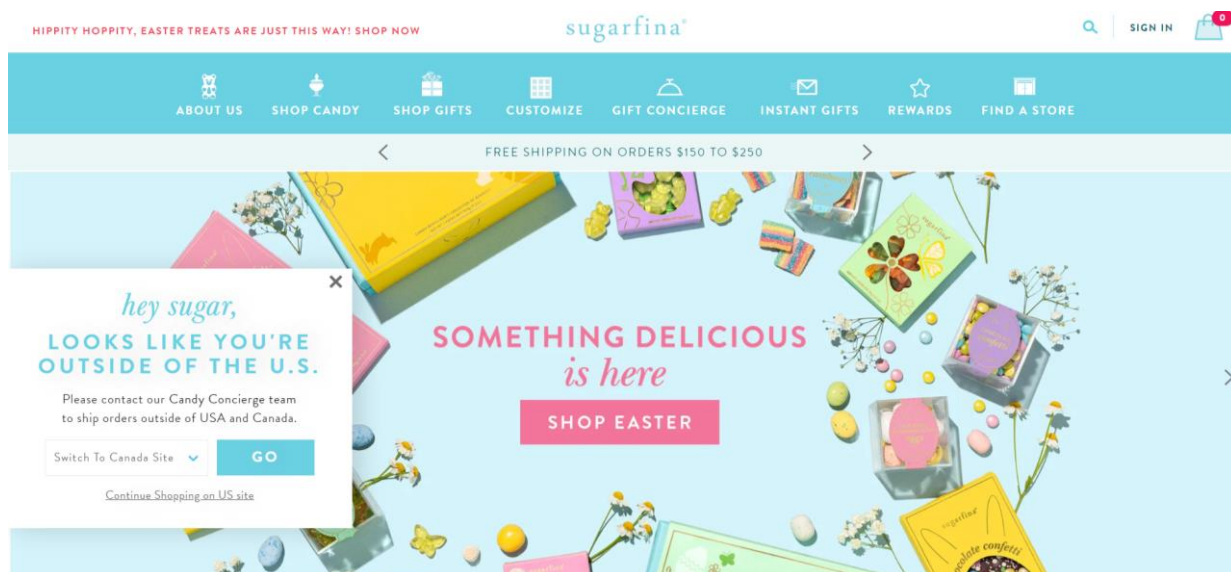 HIPPITY HOPPITY, EASTER TREATS ARE JUST THIS WAY! SHOP NOW
sugarfina®
SIGN IN
0
ABOUT US
SHOP CANDY
SHOP GIFTS
CUSTOMIZE
GIFT CONCIERGE
INSTANT GIFTS
REWARDS
FIND A STORE
FREE SHIPPING ON ORDERS $150 TO $250
hey sugar,
LOOKS LIKE YOU'RE
OUTSIDE OF THE U.S.
Please contact our Candy Concierge team
to ship orders outside of USA and Canada.
Switch To Canada Site
GO
Continue Shopping on US site
SOMETHING DELICIOUS
is here
SHOP EASTER
sugarfina
confetti
sugarfina
chocolate confetti